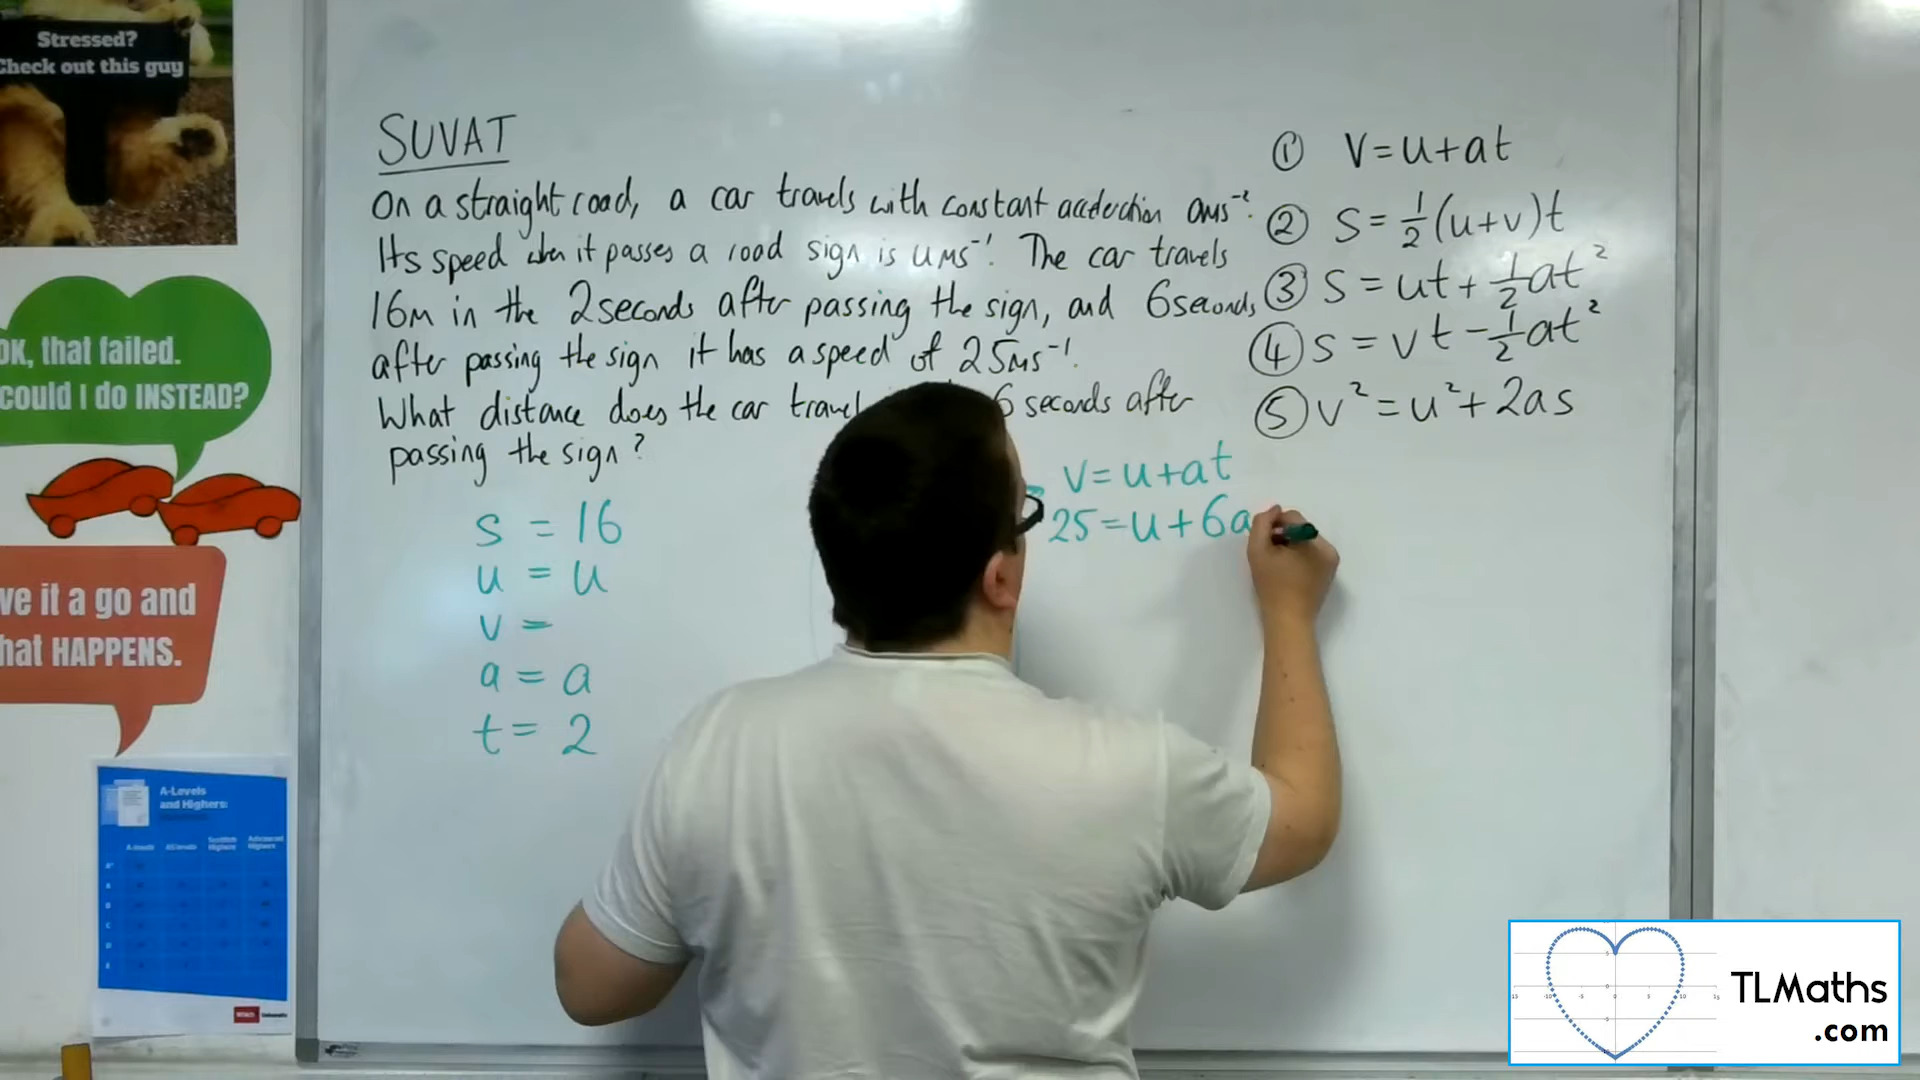 Stressed?
Check out this guy
OK, that failed.
could I do INSTEAD?
ve it a go and
hat HAPPENS.
A-Levels
and Highers:
SUVAT
On a straight road, a car travels with constant acceleration ams⁻².
Its speed when it passes a road sign is ums⁻¹. The car travels
16m in the 2 seconds after passing the sign, and 6 seconds
after passing the sign it has a speed of 25ms⁻¹.
What distance does the car travel 6 seconds after
passing the sign?
① v=u+at
② s=½(u+v)t
③ s=ut+½at²
④ s=vt-½at²
⑤ v²=u²+2as
s = 16
u = u
v =
a = a
t = 2
v=u+at
25=u+6a
TLMaths
.com